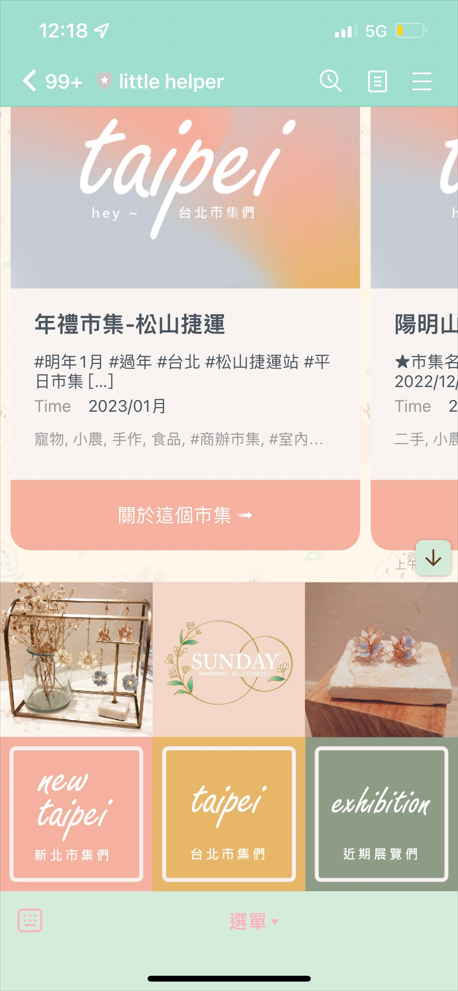 12:18
5G
99+
little helper
taipei
hey ~ 台北市集們
年禮市集-松山捷運
#明年1月 #過年 #台北 #松山捷運站 #平
日市集 [...]
Time 2023/01月
寵物, 小農, 手作, 食品, #商辦市集, #室內...
關於這個市集 ➞
陽明山
★市集名
2022/12/
Time 2
二手, 小農
上午
SUNDAY
HANDMADE ACCESSORIES
new
taipei
新北市集們
taipei
台北市集們
exhibition
近期展覽們
選單 ▾